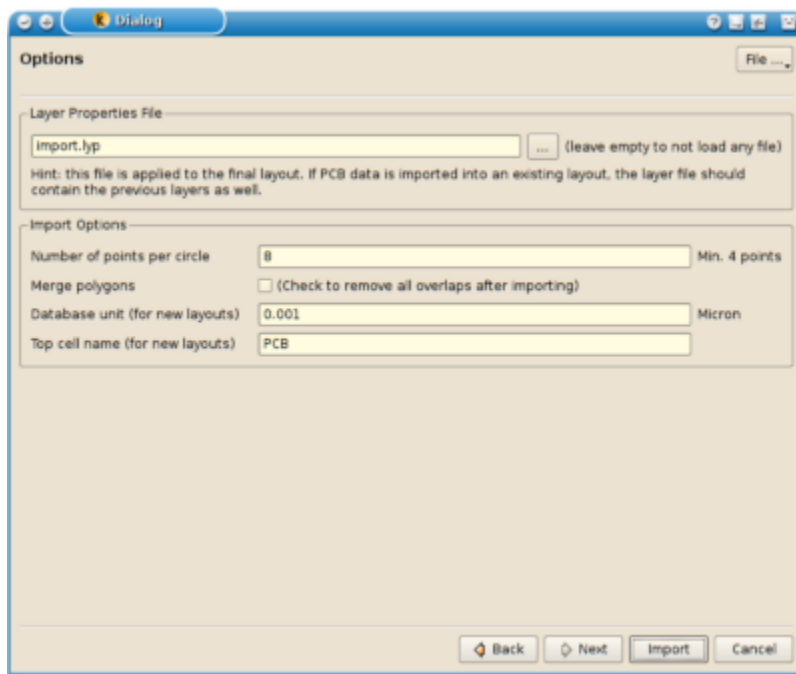 Dialog
Options
File ...
Layer Properties File
import.lyp ... (leave empty to not load any file)
Hint: this file is applied to the final layout. If PCB data is imported into an existing layout, the layer file should
contain the previous layers as well.
Import Options
Number of points per circle 8 Min. 4 points
Merge polygons (Check to remove all overlaps after importing)
Database unit (for new layouts) 0.001 Micron
Top cell name (for new layouts) PCB
Back Next Import Cancel